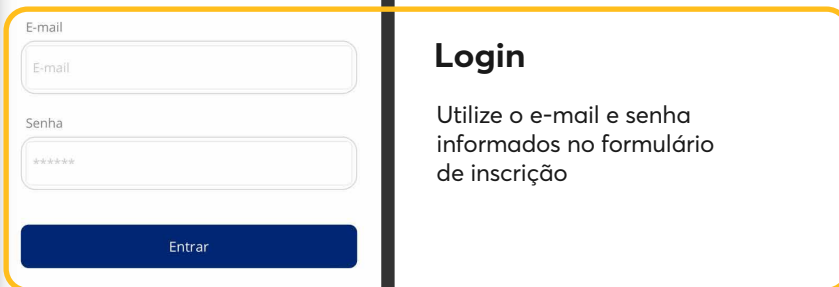 E-mail
E-mail
Senha
******
Entrar
Login
Utilize o e-mail e senha
informados no formulário
de inscrição